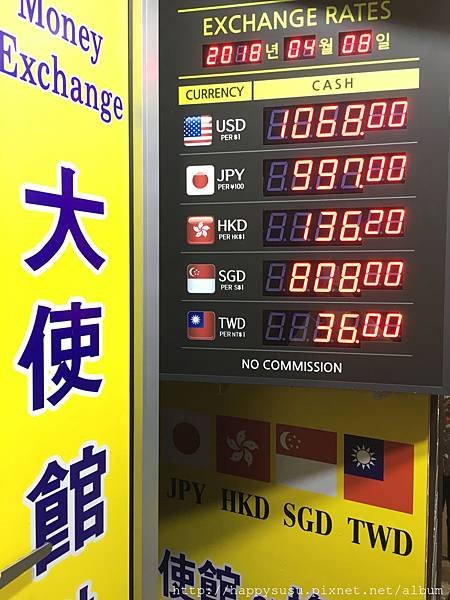 Money
Exchange
大
使
館
EXCHANGE RATES
2018년 04월 08일
CURRENCY CASH
USD 1068.00
PER $1
JPY 997.00
PER ¥100
HKD 136.20
PER HK$1
SGD 808.00
PER S$1
TWD 36.00
PER NT$1
NO COMMISSION
JPY HKD SGD TWD
使館
http://happysusu.pixnet.net/album